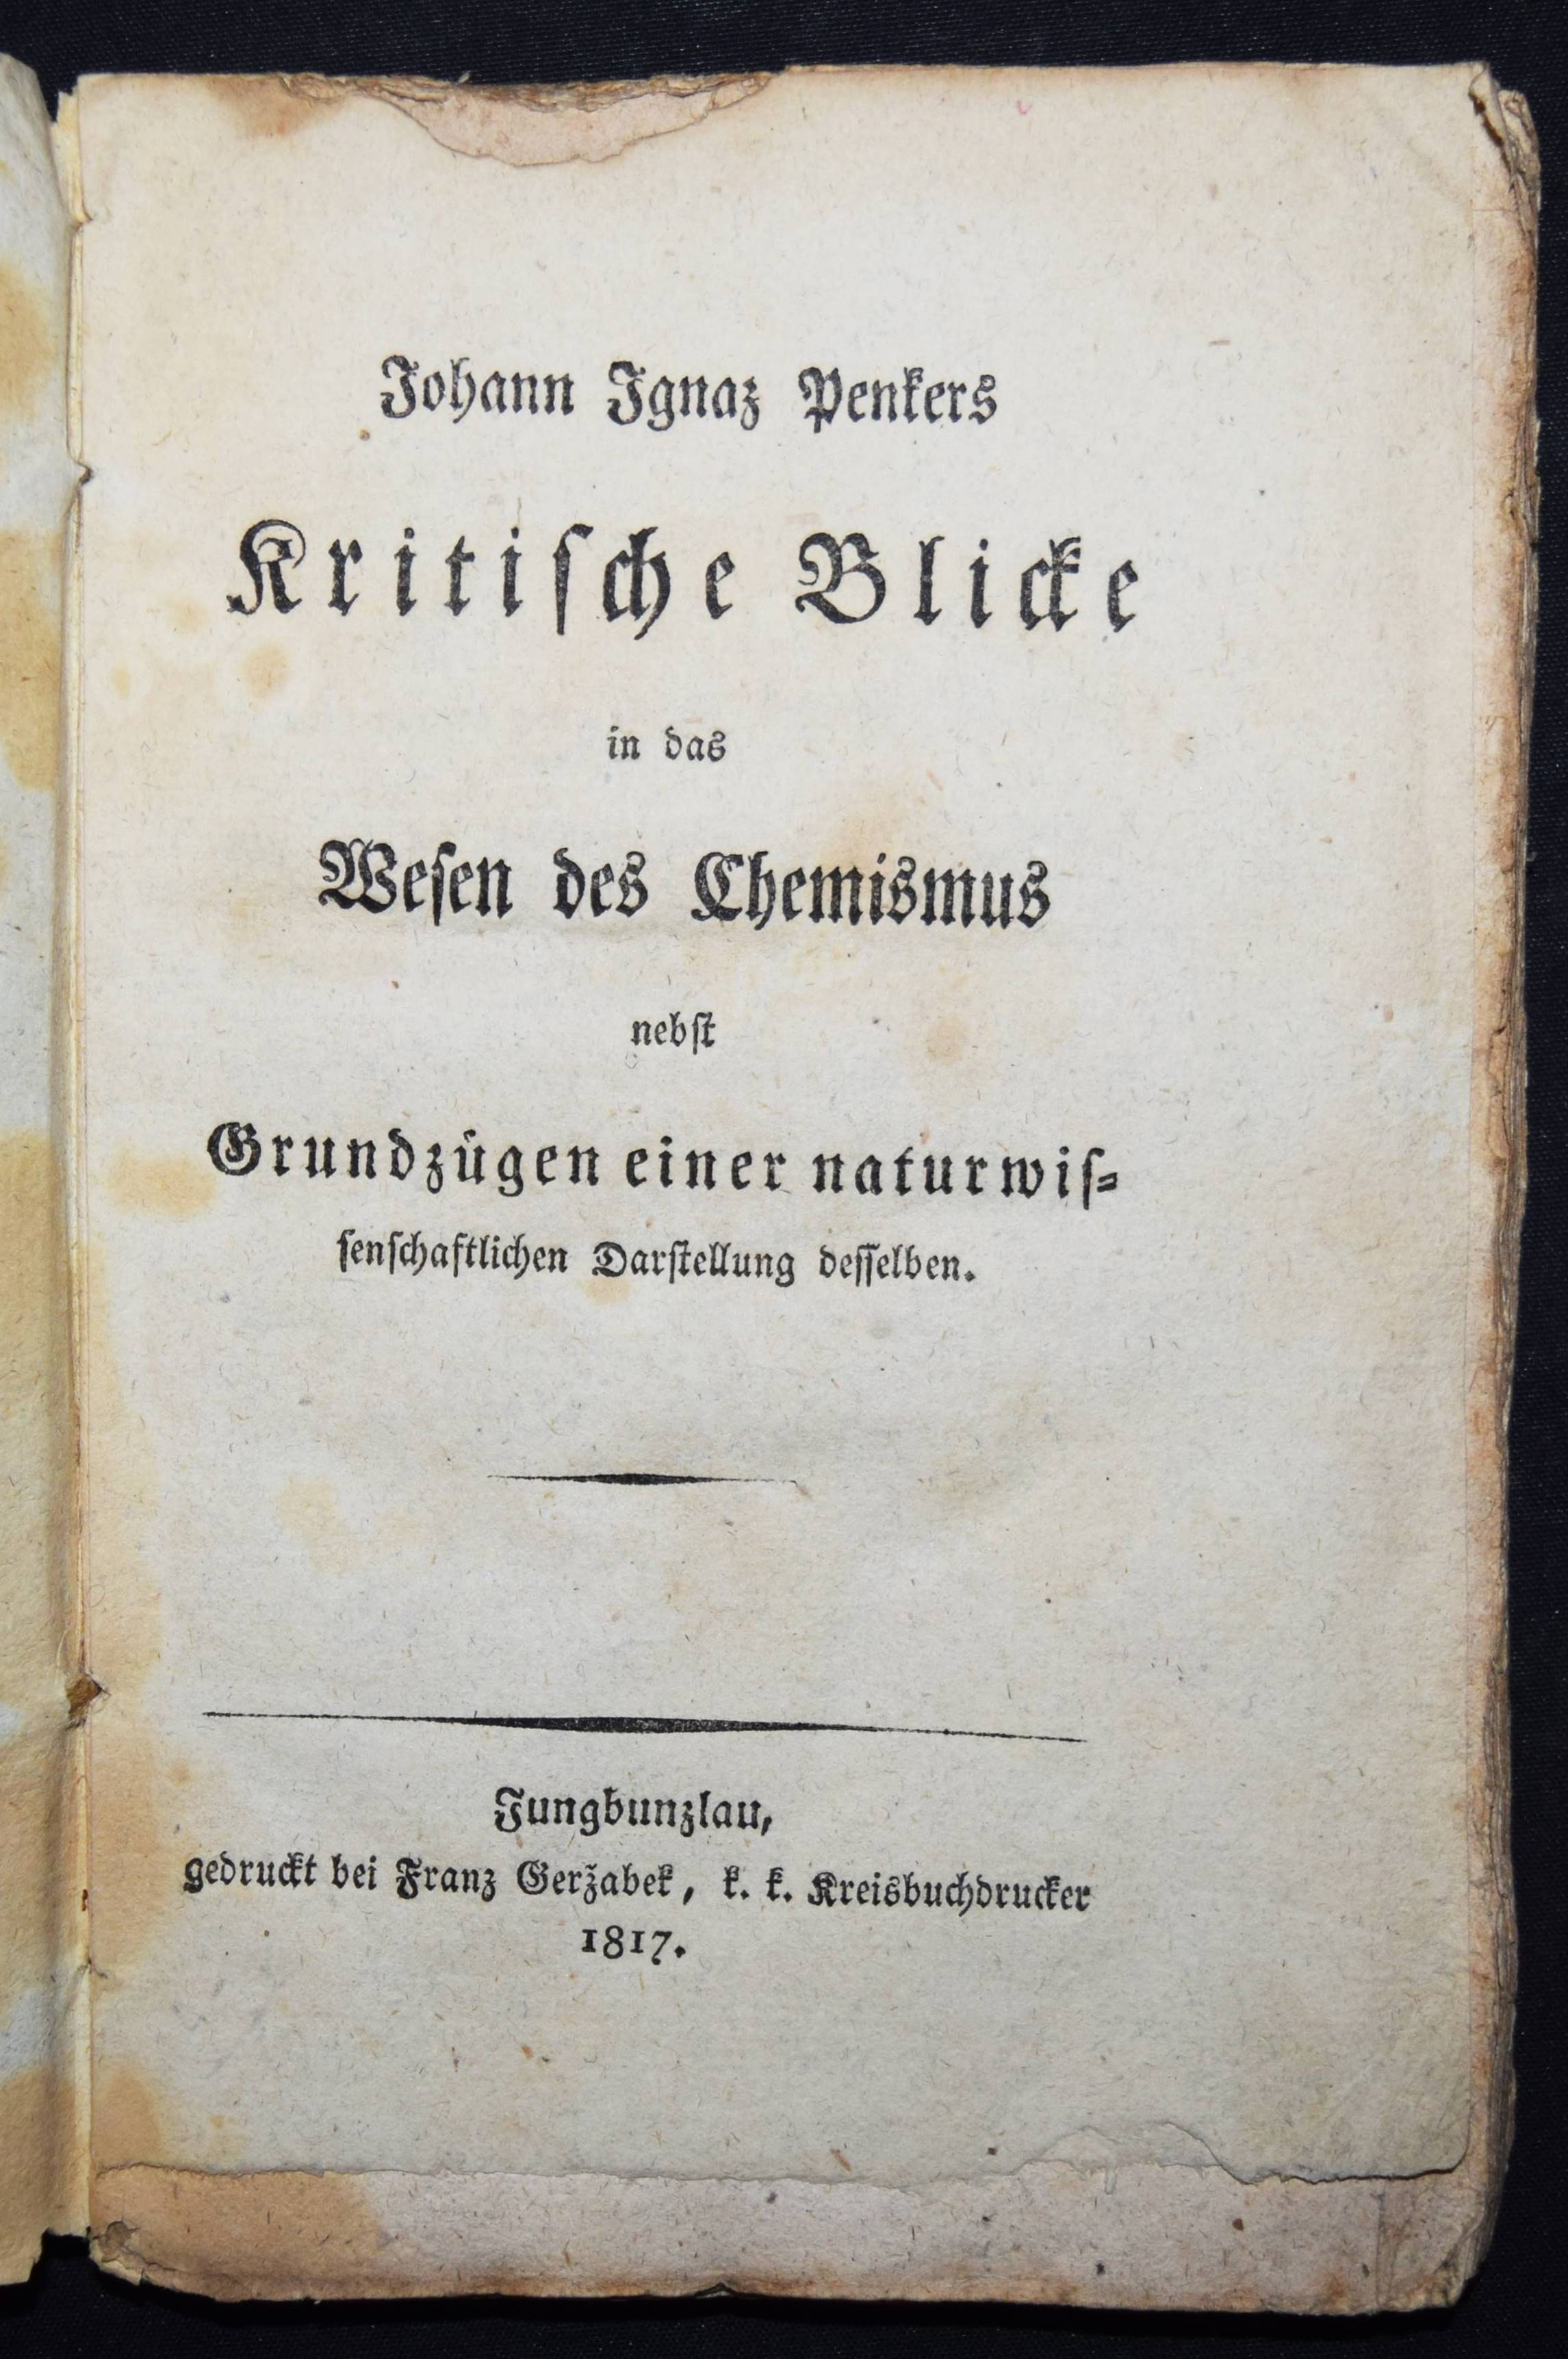 Johann Ignaz Penkers
Kritiſche Blicke
in das
Weſen des Chemismus
nebſt
Grundzügen einer naturwiſ⸗
ſenſchaftlichen Darſtellung deſſelben.
Jungbunzlau,
gedruckt bei Franz Geržabek, k. k. Kreisbuchdrucker
1817.